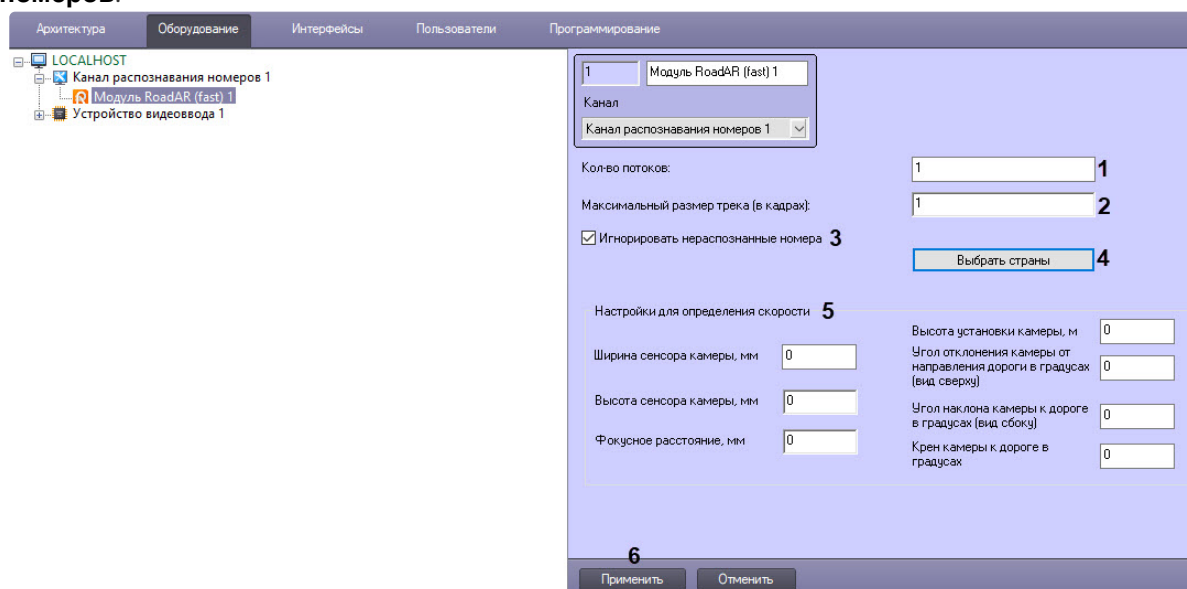 номеров.
Архитектура Оборудование Интерфейсы Пользователи Программирование
LOCALHOST
Канал распознавания номеров 1
Модуль RoadAR (fast) 1
Устройство видеоввода 1
1 Модуль RoadAR (fast) 1
Канал
Канал распознавания номеров 1
Кол-во потоков: 1 1
Максимальный размер трека (в кадрах): 1 2
Игнорировать нераспознанные номера 3
Выбрать страны 4
Настройки для определения скорости 5
Ширина сенсора камеры, мм 0
Высота сенсора камеры, мм 0
Фокусное расстояние, мм 0
Высота установки камеры, м 0
Угол отклонения камеры от
направления дороги в градусах 0
(вид сверху)
Угол наклона камеры к дороге
в градусах (вид сбоку) 0
Крен камеры к дороге в
градусах 0
6
Применить Отменить